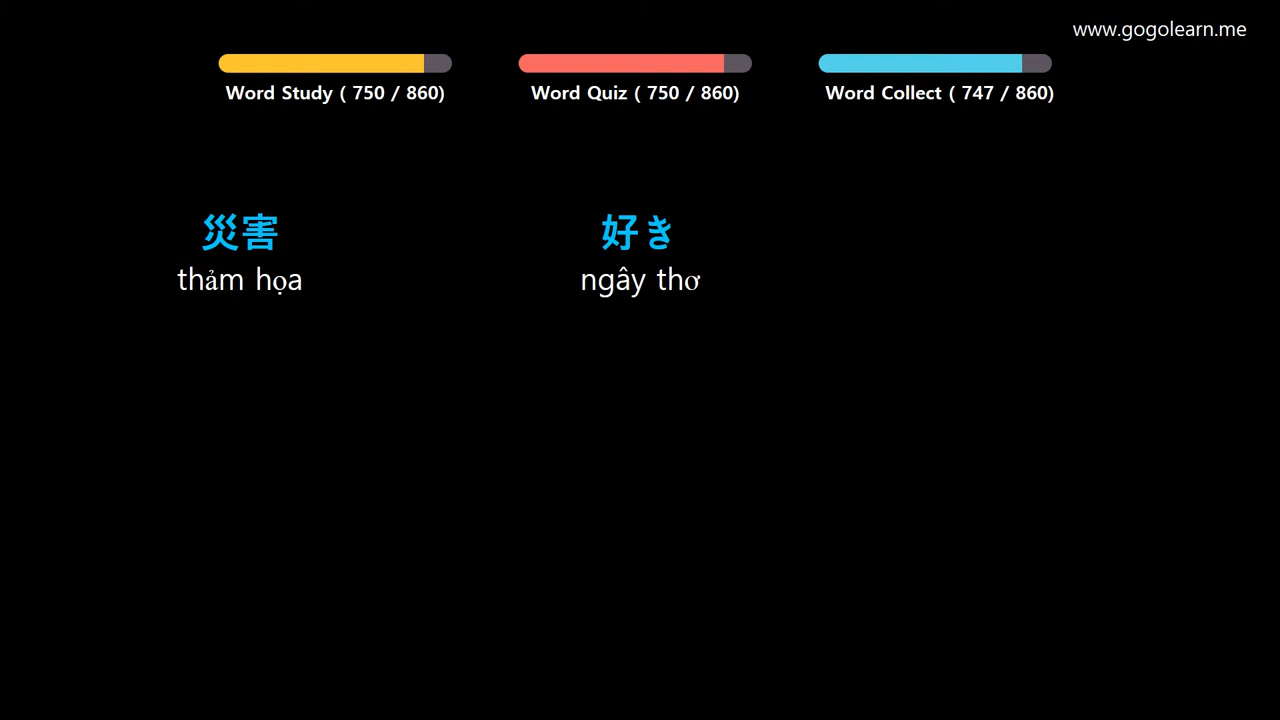 www.gogolearn.me
Word Study ( 750 / 860)
Word Quiz ( 750 / 860)
Word Collect ( 747 / 860)
災害
thảm họa
好き
ngây thơ